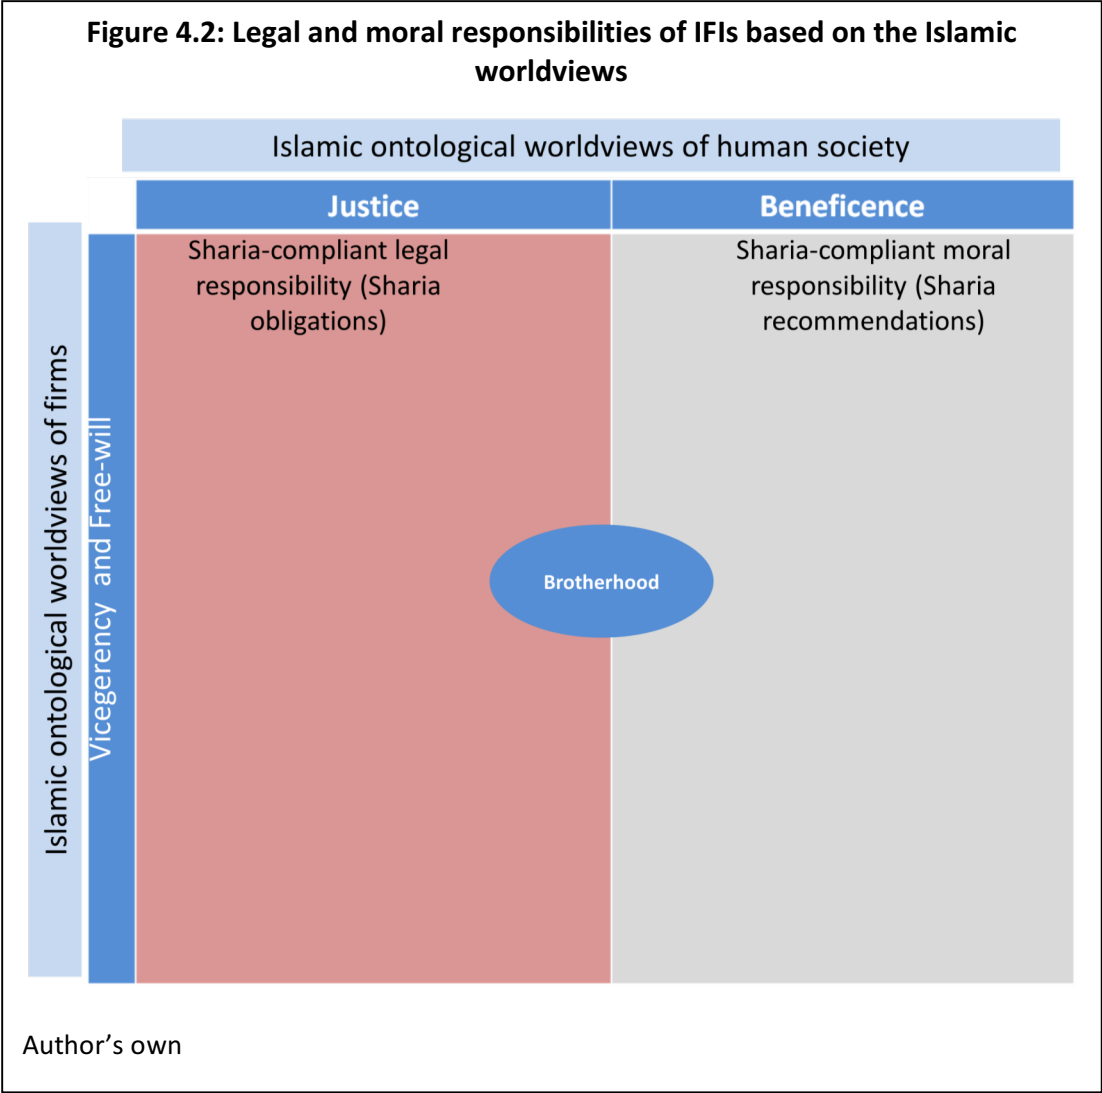 Figure 4.2: Legal and moral responsibilities of IFIs based on the Islamic
worldviews
Islamic ontological worldviews of human society
Justice
Beneficence
Islamic ontological worldviews of firms
Vicegerency and Free-will
Sharia-compliant legal
responsibility (Sharia
obligations)
Sharia-compliant moral
responsibility (Sharia
recommendations)
Brotherhood
Author’s own